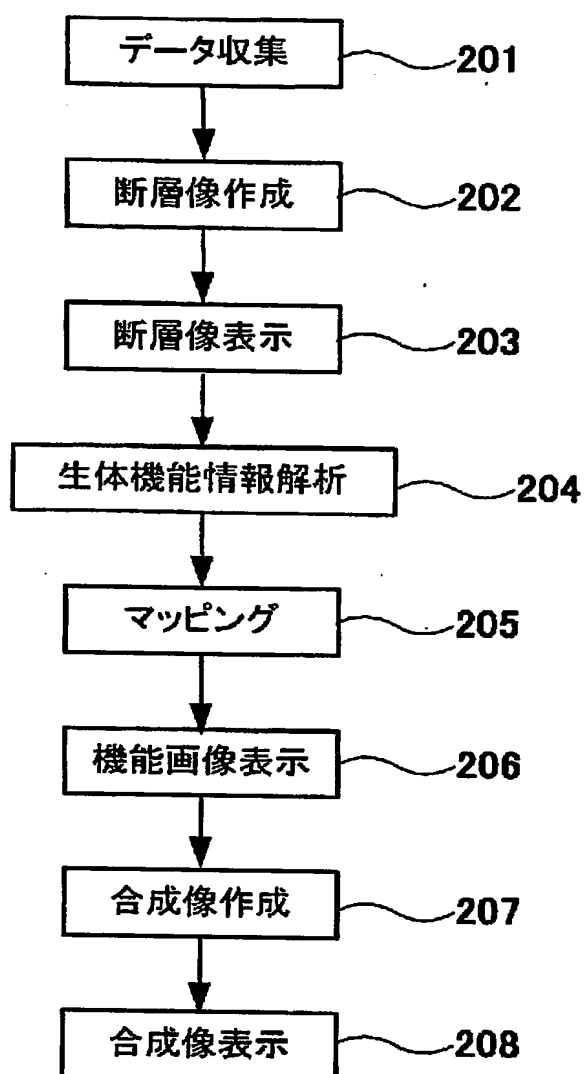 データ収集 201
断層像作成 202
断層像表示 203
生体機能情報解析 204
マッピング 205
機能画像表示 206
合成像作成 207
合成像表示 208